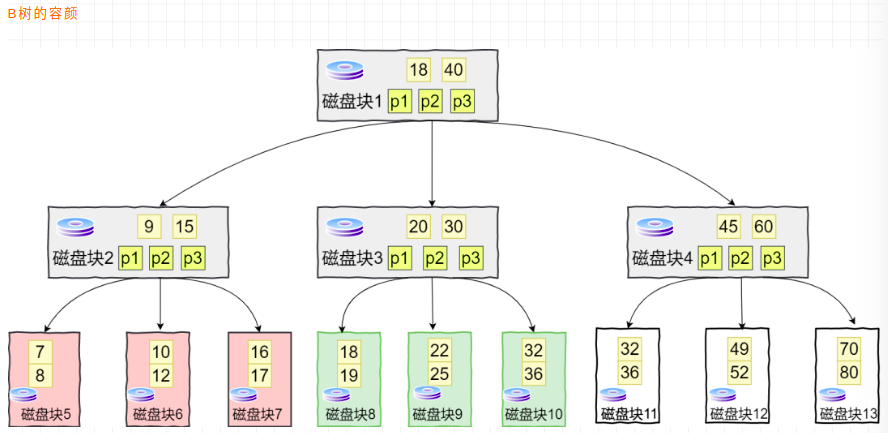 B树的容颜
18 40
磁盘块1 p1 p2 p3
9 15
磁盘块2 p1 p2 p3
20 30
磁盘块3 p1 p2 p3
45 60
磁盘块4 p1 p2 p3
7
8
磁盘块5
10
12
磁盘块6
16
17
磁盘块7
18
19
磁盘块8
22
25
磁盘块9
32
36
磁盘块10
32
36
磁盘块11
49
52
磁盘块12
70
80
磁盘块13